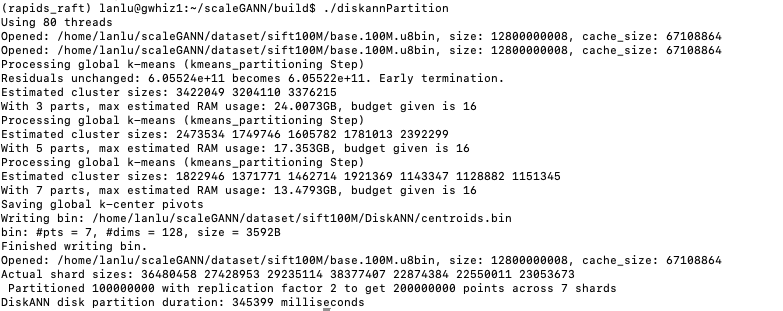 (rapids_raft) lanlu@gwhiz1:~/scaleGANN/build$ ./diskannPartition
Using 80 threads
Opened: /home/lanlu/scaleGANN/dataset/sift100M/base.100M.u8bin, size: 12800000008, cache_size: 67108864
Opened: /home/lanlu/scaleGANN/dataset/sift100M/base.100M.u8bin, size: 12800000008, cache_size: 67108864
Processing global k-means (kmeans_partitioning Step)
Residuals unchanged: 6.05524e+11 becomes 6.05522e+11. Early termination.
Estimated cluster sizes: 3422049 3204110 3376215
With 3 parts, max estimated RAM usage: 24.0073GB, budget given is 16
Processing global k-means (kmeans_partitioning Step)
Estimated cluster sizes: 2473534 1749746 1605782 1781013 2392299
With 5 parts, max estimated RAM usage: 17.353GB, budget given is 16
Processing global k-means (kmeans_partitioning Step)
Estimated cluster sizes: 1822946 1371771 1462714 1921369 1143347 1128882 1151345
With 7 parts, max estimated RAM usage: 13.4793GB, budget given is 16
Saving global k-center pivots
Writing bin: /home/lanlu/scaleGANN/dataset/sift100M/DiskANN/centroids.bin
bin: #pts = 7, #dims = 128, size = 3592B
Finished writing bin.
Opened: /home/lanlu/scaleGANN/dataset/sift100M/base.100M.u8bin, size: 12800000008, cache_size: 67108864
Actual shard sizes: 36480458 27428953 29235114 38377407 22874384 22550011 23053673
 Partitioned 100000000 with replication factor 2 to get 200000000 points across 7 shards
DiskANN disk partition duration: 345399 milliseconds